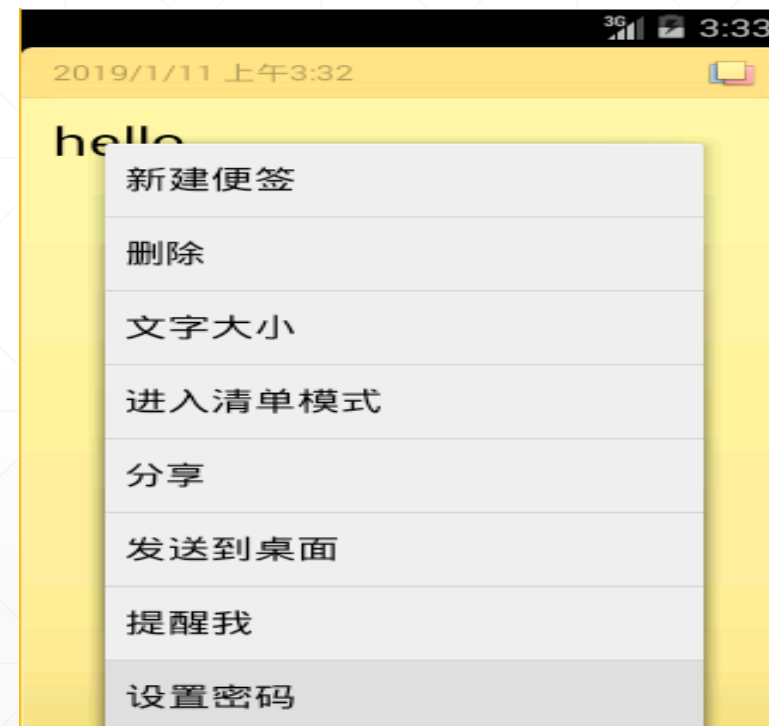 3G 3:33
2019/1/11 上午3:32
hello
新建便签
删除
文字大小
进入清单模式
分享
发送到桌面
提醒我
设置密码